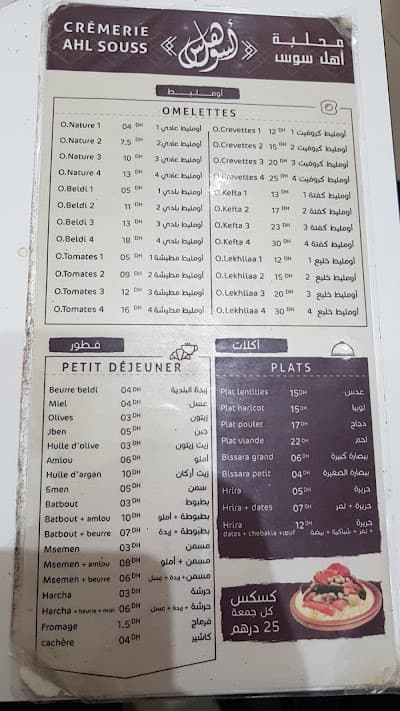 CRÉMERIE
AHL SOUSS
أهل سوس
محلبة
أهل سوس
أومليط
OMELETTES
O.Nature 1 04 DH أومليط عادي 1
O.Nature 2 7,5 DH أومليط عادي 2
O.Nature 3 10 DH أومليط عادي 3
O.Nature 4 13 DH أومليط عادي 4
O.Beldi 1 05 DH أومليط بلدي 1
O.Beldi 2 11 DH أومليط بلدي 2
O.Beldi 3 13 DH أومليط بلدي 3
O.Beldi 4 18 DH أومليط بلدي 4
O.Tomates 1 05 DH أومليط مطيشة 1
O.Tomates 2 09 DH أومليط مطيشة 2
O.Tomates 3 12 DH أومليط مطيشة 3
O.Tomates 4 16 DH أومليط مطيشة 4
O.Crevettes 1 12 DH أومليط كروفيت 1
O.Crevettes 2 15 DH أومليط كروفيت 2
O.Crevettes 3 20 DH أومليط كروفيت 3
O.Crevettes 4 25 DH أومليط كروفيت 4
O.Kefta 1 13 DH أومليط كفتة 1
O.Kefta 2 17 DH أومليط كفتة 2
O.Kefta 3 23 DH أومليط كفتة 3
O.Kefta 4 30 DH أومليط كفتة 4
O.Lekhliaa 1 12 DH أومليط خليع 1
O.Lekhliaa 2 15 DH أومليط خليع 2
O.Lekhliaa 3 20 DH أومليط خليع 3
O.Lekhliaa 4 30 DH أومليط خليع 4
فطور
PETIT DÉJEUNER
Beurre beldi 04 DH زبدة البلدية
Miel 04 DH عسل
Olives 03 DH زيتون
Jben 05 DH جبن
Huile d'olive 03 DH زيت زيتون
Amlou 06 DH أملو
Huile d'argan 10 DH زيت أركان
Smen 05 DH سمن
Batbout 03 DH بطبوط
Batbout + amlou 10 DH بطبوطة + أملو
Batbout + beurre 07 DH بطبوطة + زبدة
Msemen 03 DH مسمن
Msemen + amlou 08 DH مسمن + أملو
Msemen + beurre 06 DH مسمن + زبدة + عسل
Harcha 03 DH حرشة
Harcha + beurre + miel 06 DH حرشة + زبدة + عسل
Fromage 1.5 DH فرماج
cachère 04 DH كاشير
أكلات
PLATS
Plat lentilles 15 DH عدس
Plat haricot 15 DH لوبيا
Plat poulet 17 DH دجاج
Plat viande 22 DH لحم
Bissara grand 06 DH بيصارة كبيرة
Bissara petit 04 DH بيصارة الصغيرة
Hrira 05 DH حريرة
Hrira + dates 07 DH حريرة + تمر
Hrira 12 DH حريرة
dates + chebakia + œuf + تمر + شباكية + بيضة
كسكس
كل جمعة
25 درهم